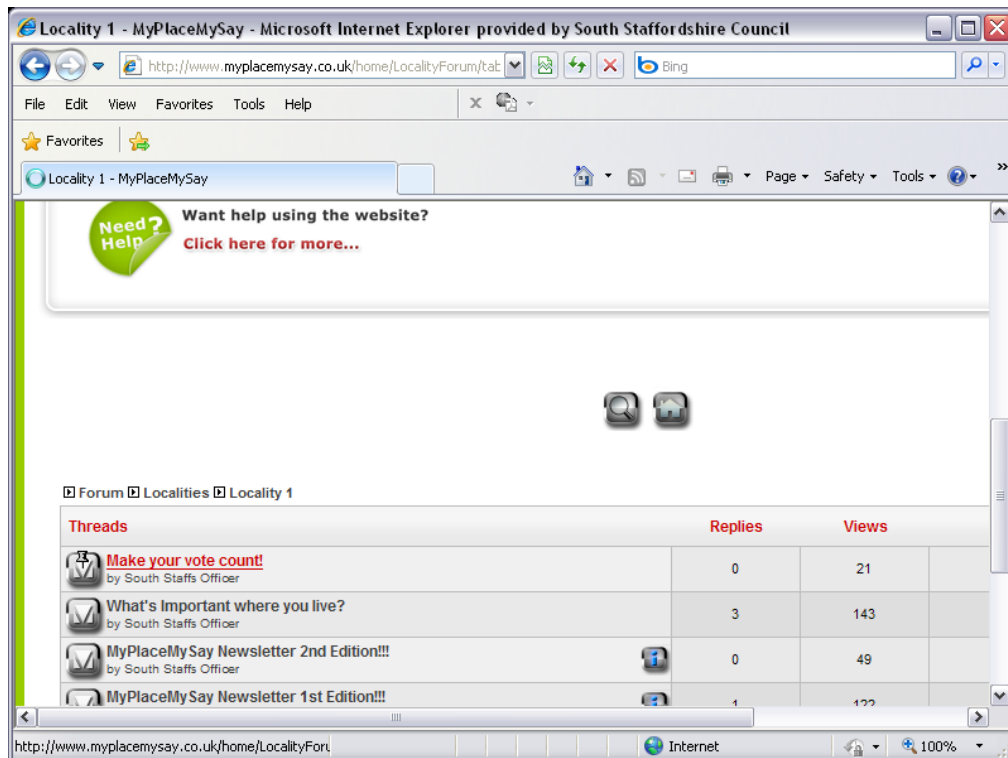 Locality 1 - MyPlaceMySay - Microsoft Internet Explorer provided by South Staffordshire Council
http://www.myplacemysay.co.uk/home/LocalityForum/tab
Bing
File Edit View Favorites Tools Help
Favorites
Locality 1 - MyPlaceMySay
Page Safety Tools
Need Help?
Want help using the website?
Click here for more...
Forum Localities Locality 1
Threads Replies Views
Make your vote count! 0 21
by South Staffs Officer
What's Important where you live? 3 143
by South Staffs Officer
MyPlaceMySay Newsletter 2nd Edition!!! 0 49
by South Staffs Officer
MyPlaceMySay Newsletter 1st Edition!!! 1 122
http://www.myplacemysay.co.uk/home/LocalityForu
Internet 100%